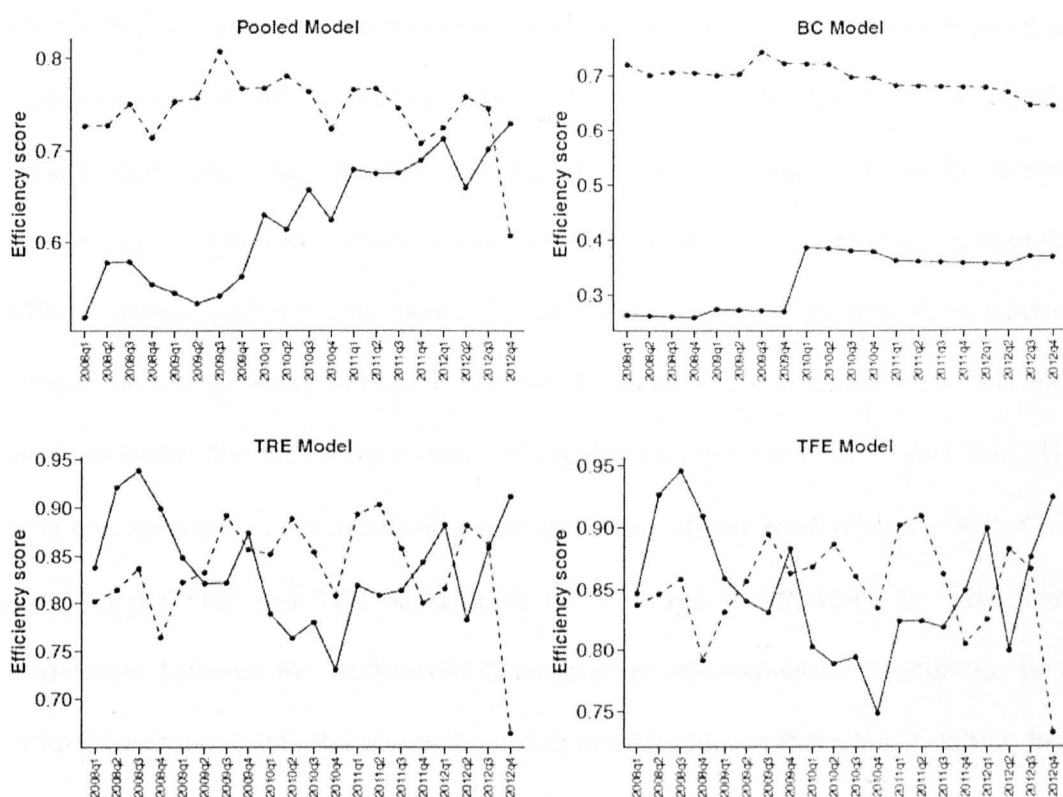 Pooled Model
Efficiency score
0.8
0.7
0.6
2008q1
2008q2
2008q3
2008q4
2009q1
2009q2
2009q3
2009q4
2010q1
2010q2
2010q3
2010q4
2011q1
2011q2
2011q3
2011q4
2012q1
2012q2
2012q3
2012q4
BC Model
Efficiency score
0.7
0.6
0.5
0.4
0.3
2008q1
2008q2
2008q3
2008q4
2009q1
2009q2
2009q3
2009q4
2010q1
2010q2
2010q3
2010q4
2011q1
2011q2
2011q3
2011q4
2012q1
2012q2
2012q3
2012q4
TRE Model
Efficiency score
0.95
0.90
0.85
0.80
0.75
0.70
2008q1
2008q2
2008q3
2008q4
2009q1
2009q2
2009q3
2009q4
2010q1
2010q2
2010q3
2010q4
2011q1
2011q2
2011q3
2011q4
2012q1
2012q2
2012q3
2012q4
TFE Model
Efficiency score
0.95
0.90
0.85
0.80
0.75
2008q1
2008q2
2008q3
2008q4
2009q1
2009q2
2009q3
2009q4
2010q1
2010q2
2010q3
2010q4
2011q1
2011q2
2011q3
2011q4
2012q1
2012q2
2012q3
2012q4